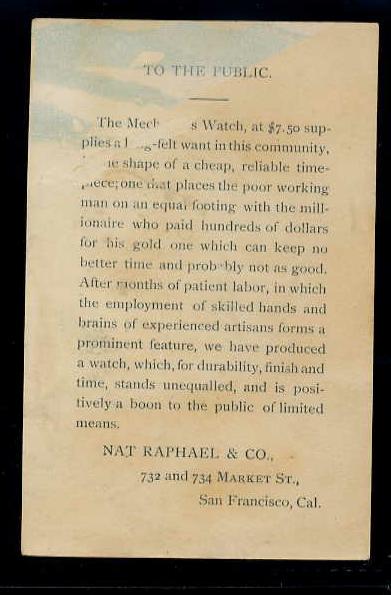 TO THE PUBLIC.
The s Watch, at $7.50 sup-
plies a -felt want in this community,
shape of a cheap, reliable time-
piece; one that places the poor working
man on an equal footing with the mill-
ionaire who paid hundreds of dollars
for his gold one which can keep no
better time and probably not as good.
After months of patient labor, in which
the employment of skilled hands and
brains of experienced artisans forms a
prominent feature, we have produced
a watch, which, for durability, finish and
time, stands unequalled, and is posi-
tively a boon to the public of limited
means.
NAT RAPHAEL & CO.,
732 and 734 MARKET ST.,
San Francisco, Cal.